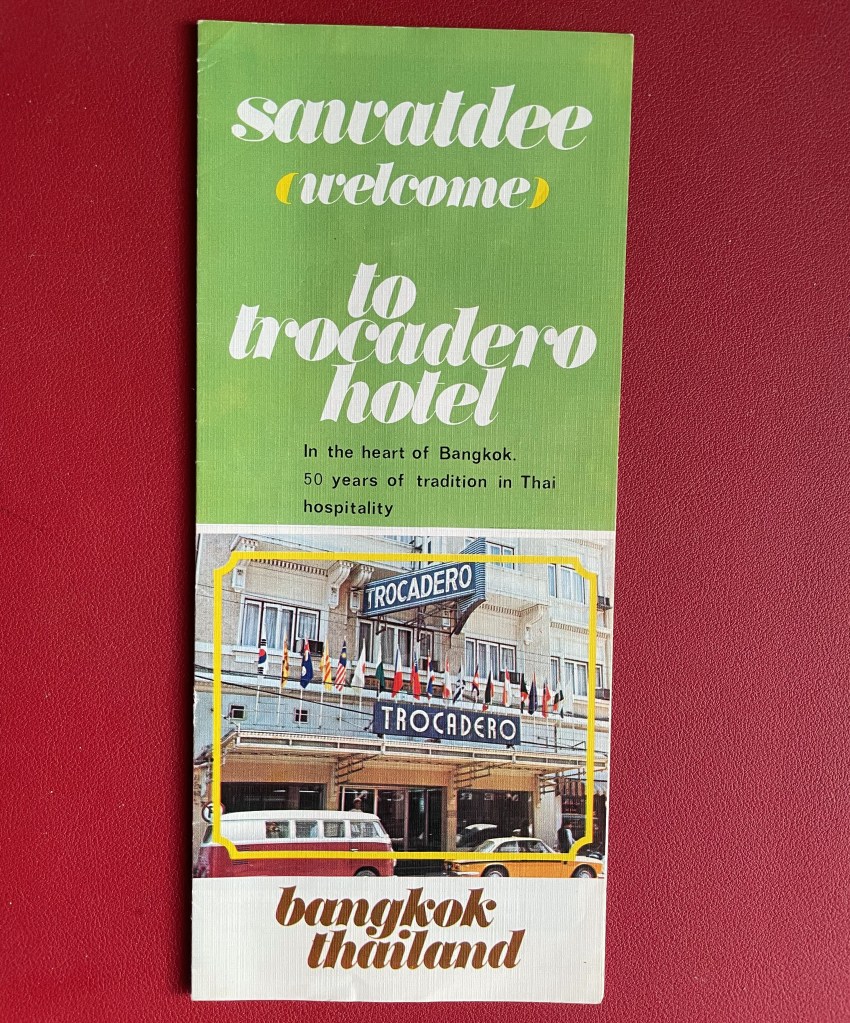 sawatdee
(welcome)
to
trocadero
hotel
In the heart of Bangkok.
50 years of tradition in Thai
hospitality
TROCADERO
TROCADERO
bangkok
thailand